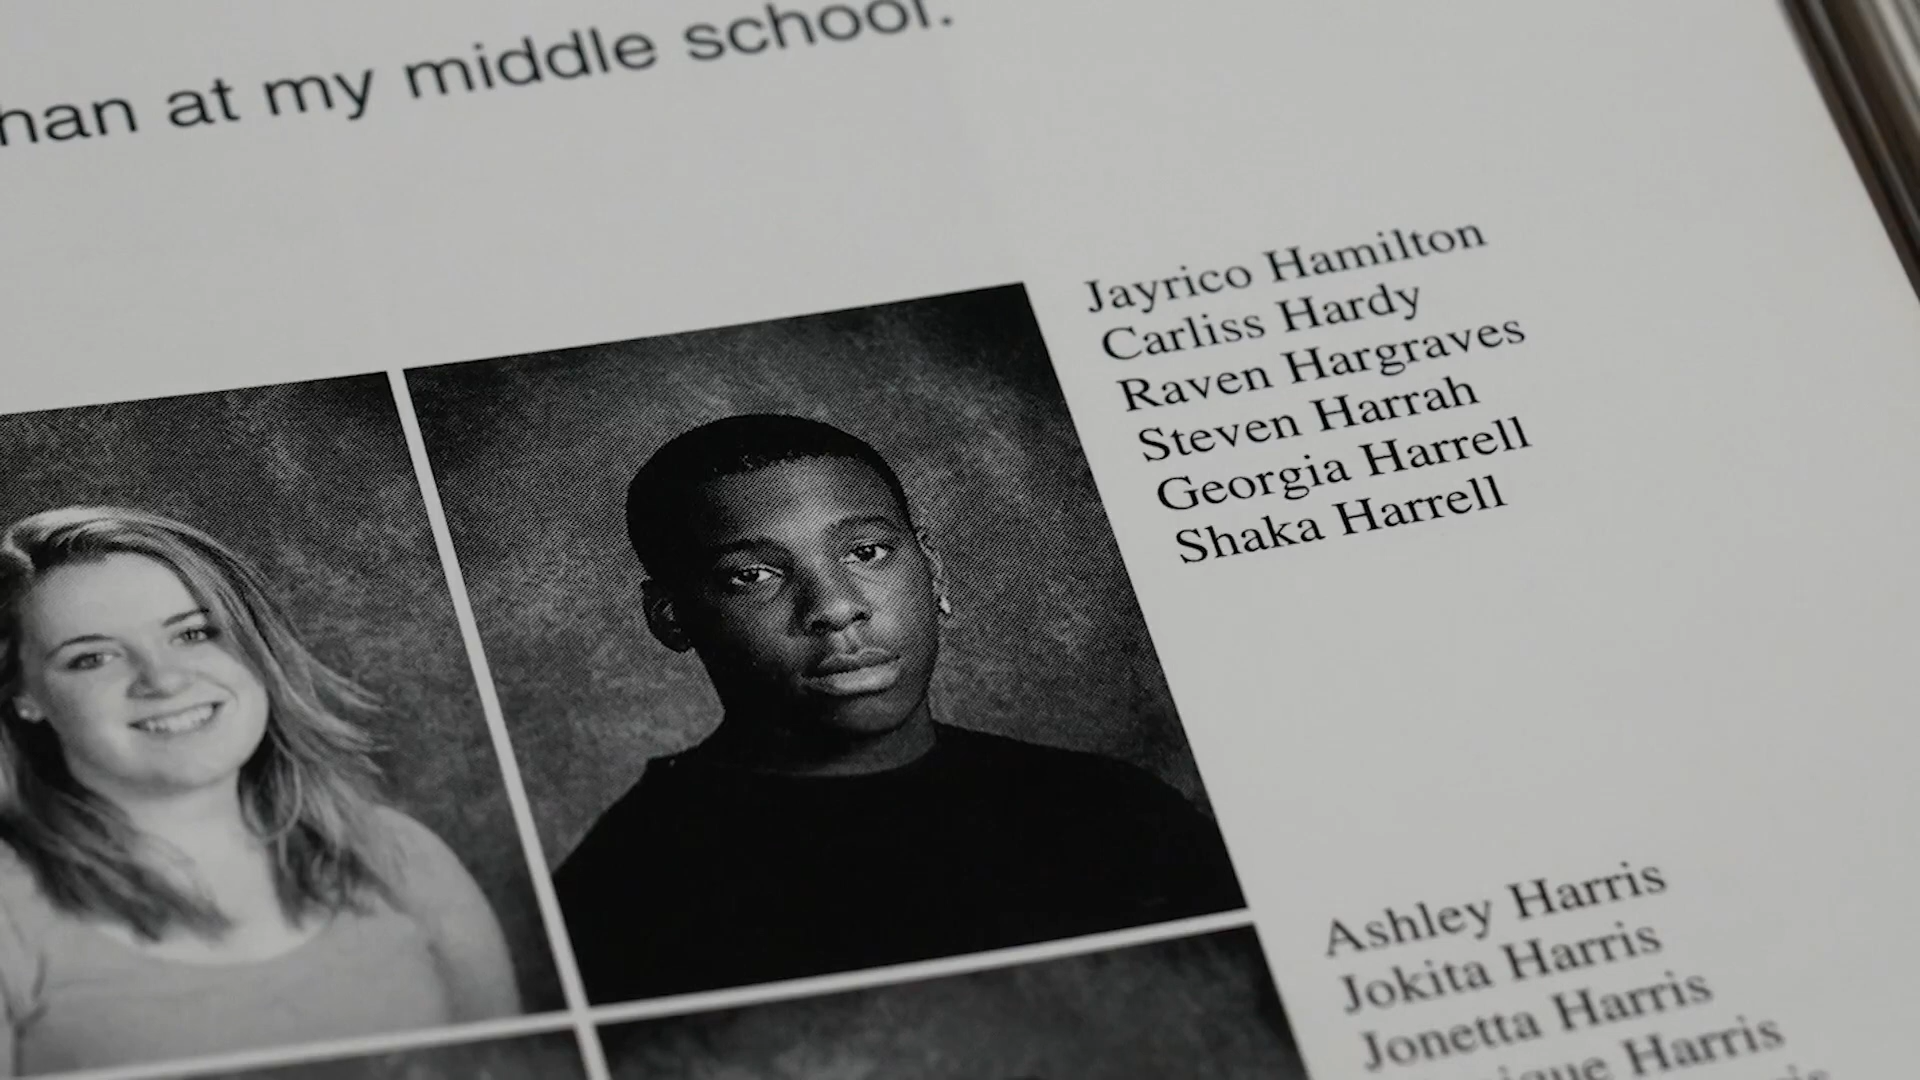 han at my middle school.
Jayrico Hamilton
Carliss Hardy
Raven Hargraves
Steven Harrah
Georgia Harrell
Shaka Harrell
Ashley Harris
Jokita Harris
Jonetta Harris
Harris